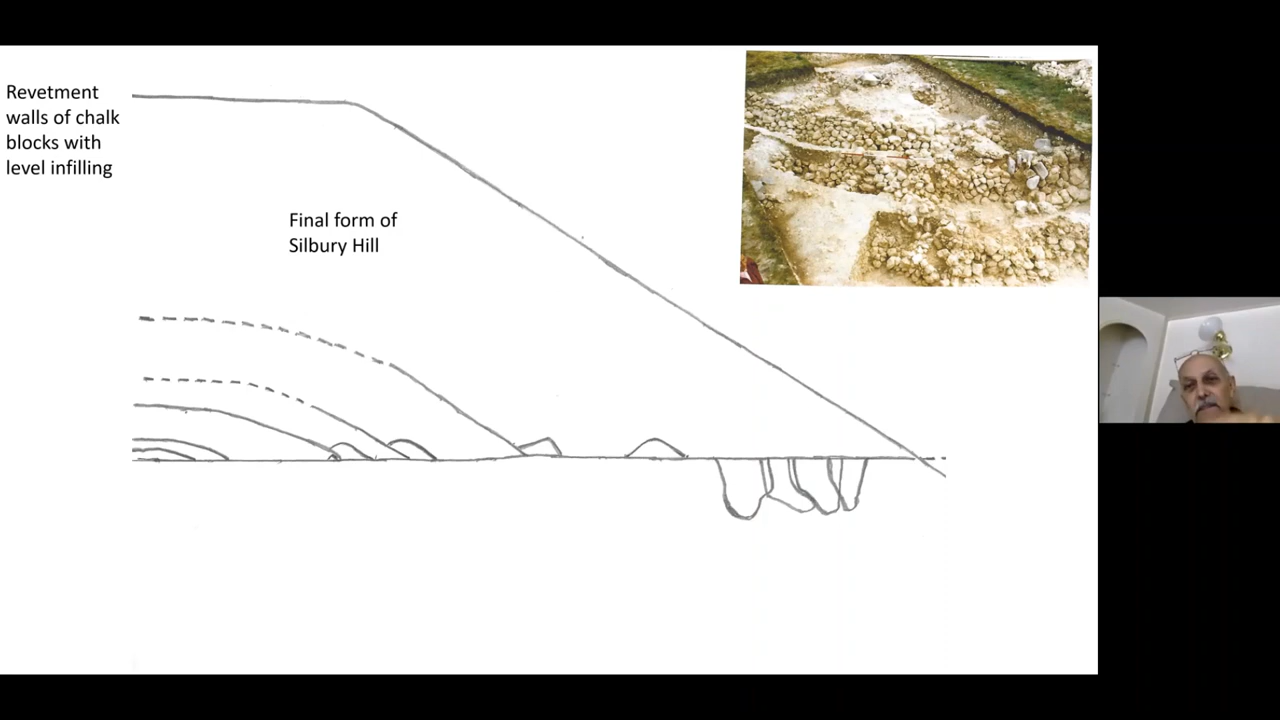 Revetment
walls of chalk
blocks with
level infilling
Final form of
Silbury Hill